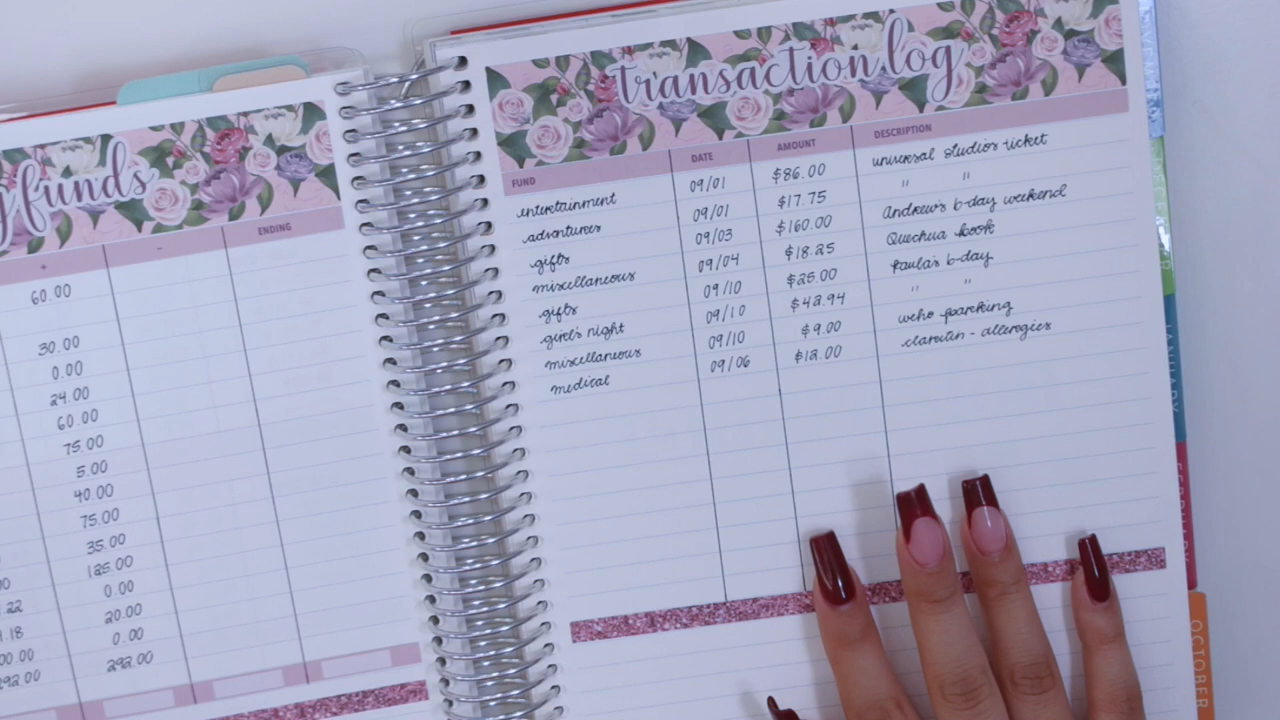 funds
+ - ENDING
60.00
30.00
0.00
24.00
60.00
75.00
5.00
40.00
75.00
35.00
125.00
0.00
20.00
0.00
292.00
transaction log
FUND DATE AMOUNT DESCRIPTION
entertainment 09/01 $86.00 universal studios ticket
adventures 09/01 $17.75 " "
gifts 09/03 $160.00 Andrew's b-day weekend
miscellaneous 09/04 $18.25 Quechua book
gifts 09/10 $25.00 Paula's b-day
girl's night 09/10 $42.94 " "
miscellaneous 09/10 $9.00 weho parking
medical 09/06 $12.00 claritin - allerogies
OCTOBER